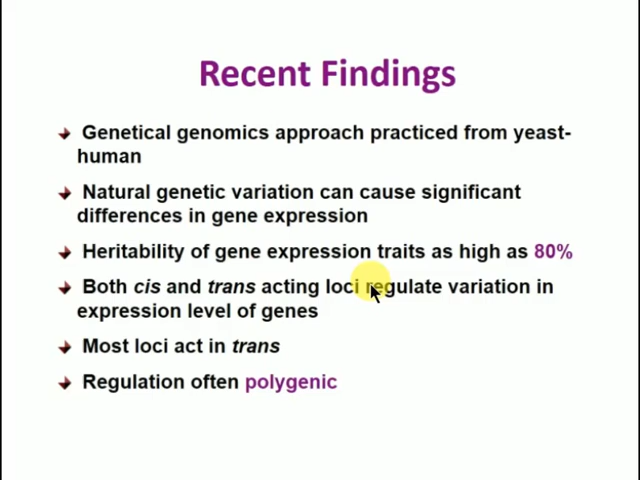 Recent Findings
Genetical genomics approach practiced from yeast-
human
Natural genetic variation can cause significant
differences in gene expression
Heritability of gene expression traits as high as 80%
Both cis and trans acting loci regulate variation in
expression level of genes
Most loci act in trans
Regulation often polygenic